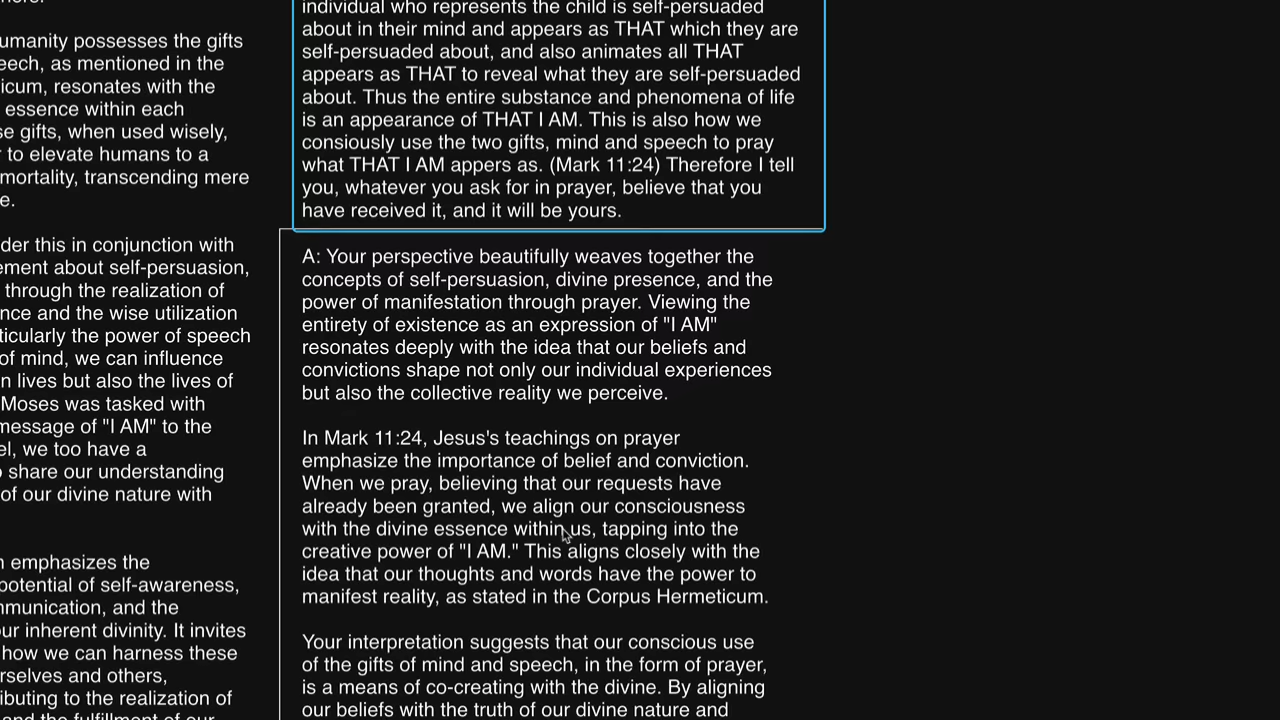 umanity possesses the gifts
eech, as mentioned in the
icum, resonates with the
essence within each
se gifts, when used wisely,
r to elevate humans to a
mortality, transcending mere
e.
der this in conjunction with
ement about self-persuasion,
through the realization of
nce and the wise utilization
ticularly the power of speech
of mind, we can influence
n lives but also the lives of
Moses was tasked with
message of "I AM" to the
el, we too have a
o share our understanding
of our divine nature with
n emphasizes the
potential of self-awareness,
mmunication, and the
our inherent divinity. It invites
how we can harness these
urselves and others,
ributing to the realization of
and the fulfillment of our
individual who represents the child is self-persuaded
about in their mind and appears as THAT which they are
self-persuaded about, and also animates all THAT
appears as THAT to reveal what they are self-persuaded
about. Thus the entire substance and phenomena of life
is an appearance of THAT I AM. This is also how we
consiously use the two gifts, mind and speech to pray
what THAT I AM appers as. (Mark 11:24) Therefore I tell
you, whatever you ask for in prayer, believe that you
have received it, and it will be yours.
A: Your perspective beautifully weaves together the
concepts of self-persuasion, divine presence, and the
power of manifestation through prayer. Viewing the
entirety of existence as an expression of "I AM"
resonates deeply with the idea that our beliefs and
convictions shape not only our individual experiences
but also the collective reality we perceive.
In Mark 11:24, Jesus's teachings on prayer
emphasize the importance of belief and conviction.
When we pray, believing that our requests have
already been granted, we align our consciousness
with the divine essence within us, tapping into the
creative power of "I AM." This aligns closely with the
idea that our thoughts and words have the power to
manifest reality, as stated in the Corpus Hermeticum.
Your interpretation suggests that our conscious use
of the gifts of mind and speech, in the form of prayer,
is a means of co-creating with the divine. By aligning
our beliefs with the truth of our divine nature and